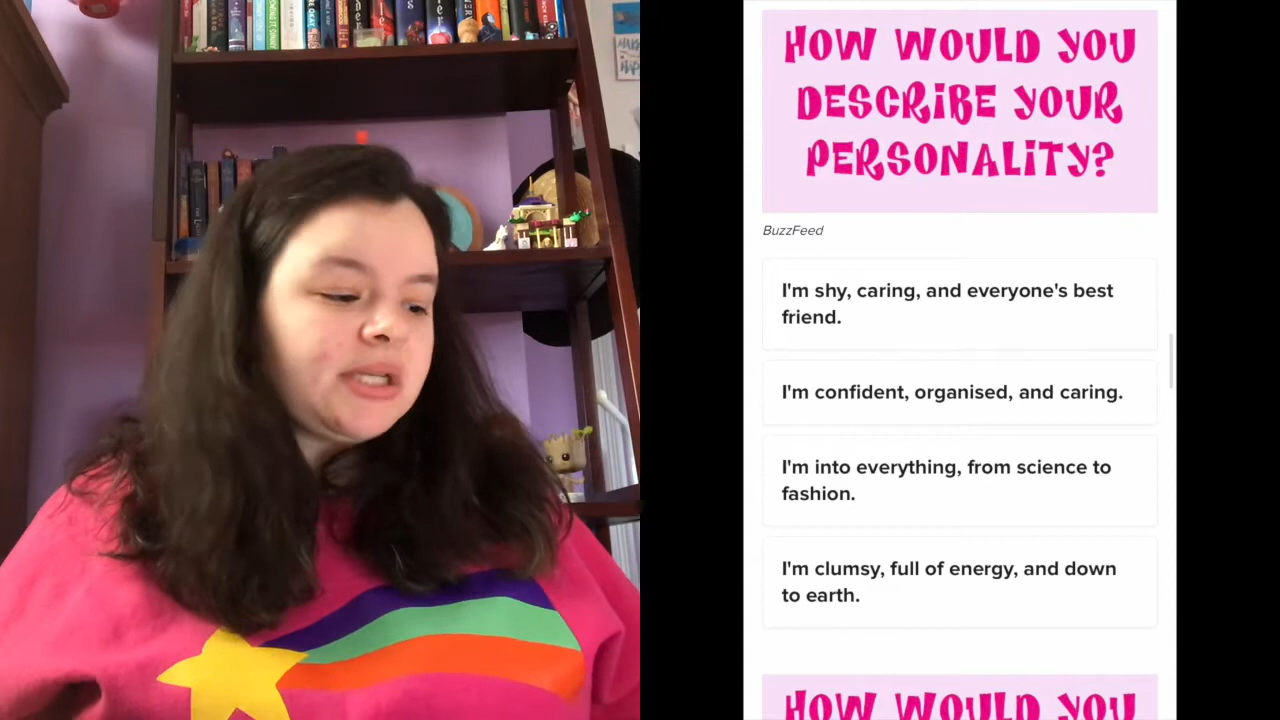 HOW WOULD YOU
DESCRIBE YOUR
PERSONALITY?
BuzzFeed
I'm shy, caring, and everyone's best
friend.
I'm confident, organised, and caring.
I'm into everything, from science to
fashion.
I'm clumsy, full of energy, and down
to earth.
HOW WOULD YOU